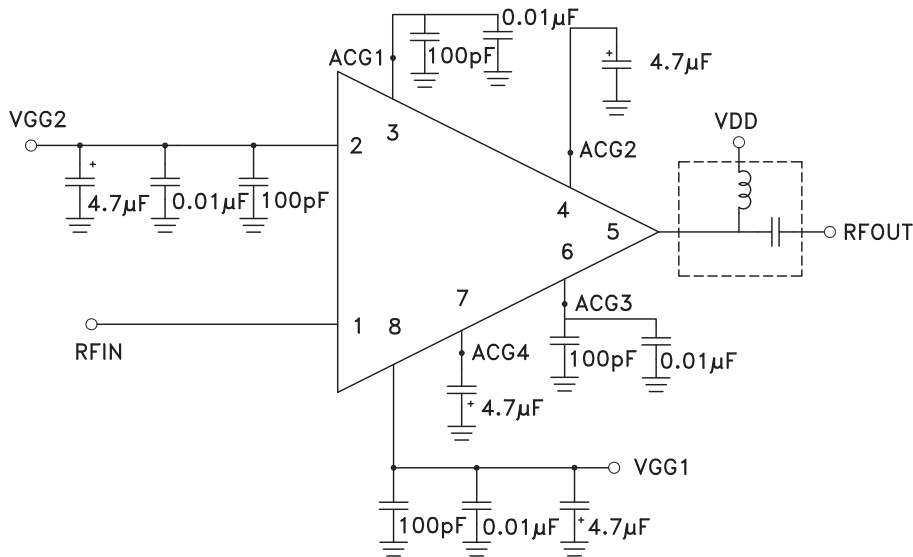 0.01µF
ACG1
100pF
4.7µF
VGG2
VDD
2
3
ACG2
4.7µF
0.01µF
100pF
4
5
RFOUT
6
7
ACG3
1
8
RFIN
ACG4
100pF
0.01µF
4.7µF
VGG1
100pF
0.01µF
4.7µF